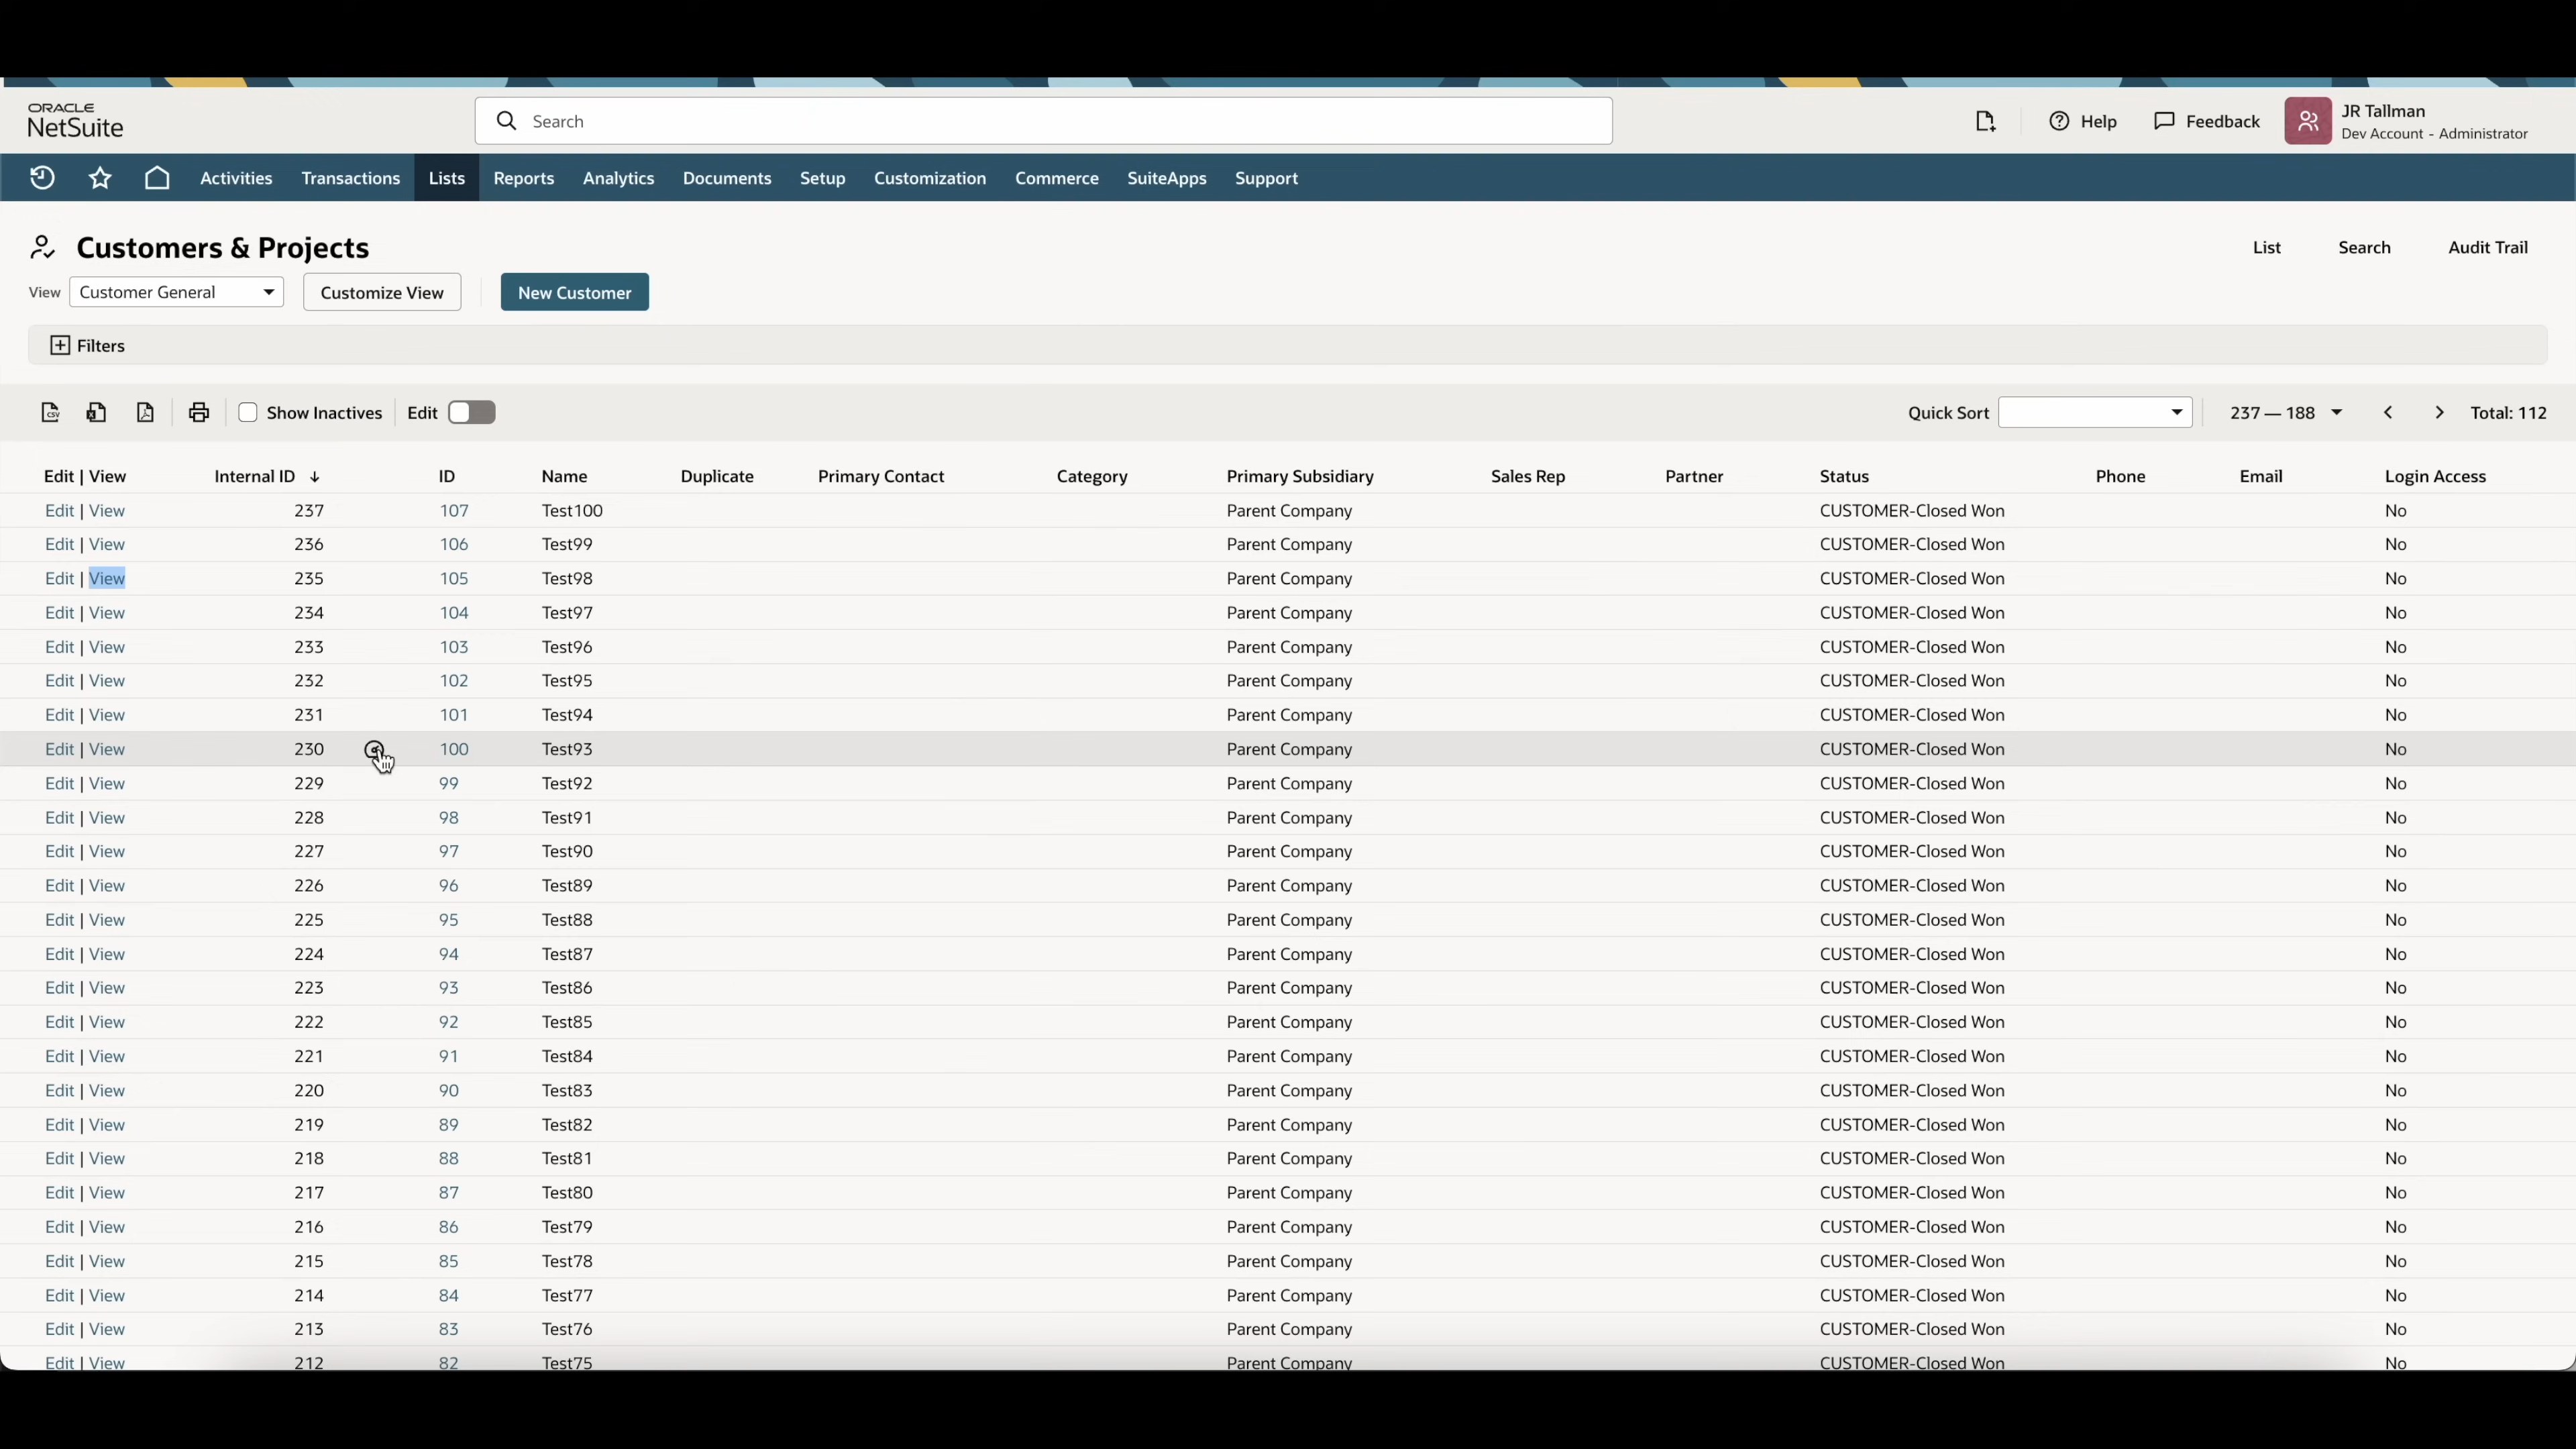 ORACLE
NetSuite
Search
Help
Feedback
JR Tallman
Dev Account - Administrator
Activities Transactions Lists Reports Analytics Documents Setup Customization Commerce SuiteApps Support
Customers & Projects
List Search Audit Trail
View Customer General Customize View New Customer
Filters
CSV Show Inactives Edit Quick Sort 237 — 188 Total: 112
Edit | View Internal ID ↓ ID Name Duplicate Primary Contact Category Primary Subsidiary Sales Rep Partner Status Phone Email Login Access
Edit | View 237 107 Test100 Parent Company CUSTOMER-Closed Won No
Edit | View 236 106 Test99 Parent Company CUSTOMER-Closed Won No
Edit | View 235 105 Test98 Parent Company CUSTOMER-Closed Won No
Edit | View 234 104 Test97 Parent Company CUSTOMER-Closed Won No
Edit | View 233 103 Test96 Parent Company CUSTOMER-Closed Won No
Edit | View 232 102 Test95 Parent Company CUSTOMER-Closed Won No
Edit | View 231 101 Test94 Parent Company CUSTOMER-Closed Won No
Edit | View 230 100 Test93 Parent Company CUSTOMER-Closed Won No
Edit | View 229 99 Test92 Parent Company CUSTOMER-Closed Won No
Edit | View 228 98 Test91 Parent Company CUSTOMER-Closed Won No
Edit | View 227 97 Test90 Parent Company CUSTOMER-Closed Won No
Edit | View 226 96 Test89 Parent Company CUSTOMER-Closed Won No
Edit | View 225 95 Test88 Parent Company CUSTOMER-Closed Won No
Edit | View 224 94 Test87 Parent Company CUSTOMER-Closed Won No
Edit | View 223 93 Test86 Parent Company CUSTOMER-Closed Won No
Edit | View 222 92 Test85 Parent Company CUSTOMER-Closed Won No
Edit | View 221 91 Test84 Parent Company CUSTOMER-Closed Won No
Edit | View 220 90 Test83 Parent Company CUSTOMER-Closed Won No
Edit | View 219 89 Test82 Parent Company CUSTOMER-Closed Won No
Edit | View 218 88 Test81 Parent Company CUSTOMER-Closed Won No
Edit | View 217 87 Test80 Parent Company CUSTOMER-Closed Won No
Edit | View 216 86 Test79 Parent Company CUSTOMER-Closed Won No
Edit | View 215 85 Test78 Parent Company CUSTOMER-Closed Won No
Edit | View 214 84 Test77 Parent Company CUSTOMER-Closed Won No
Edit | View 213 83 Test76 Parent Company CUSTOMER-Closed Won No
Edit | View 212 82 Test75 Parent Company CUSTOMER-Closed Won No